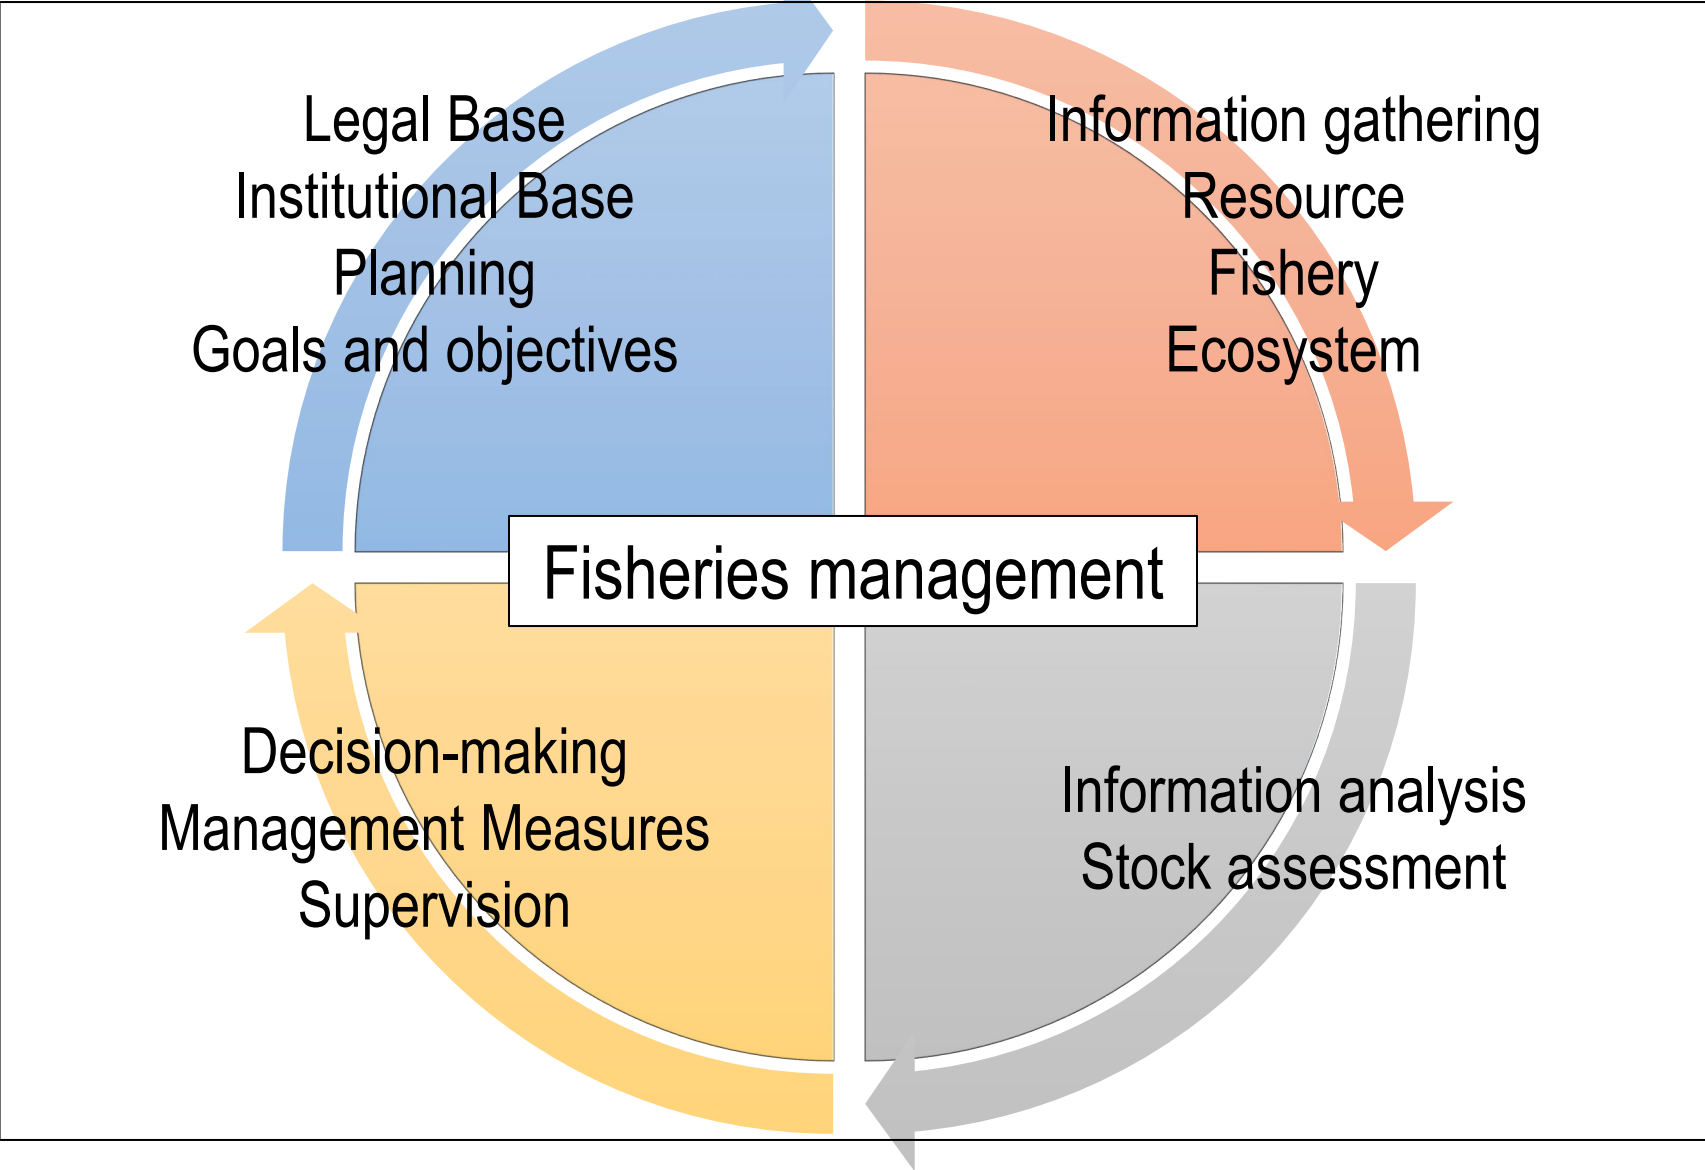 Legal Base
Institutional Base
Planning
Goals and objectives
Information gathering
Resource
Fishery
Ecosystem
Fisheries management
Decision-making
Management Measures
Supervision
Information analysis
Stock assessment